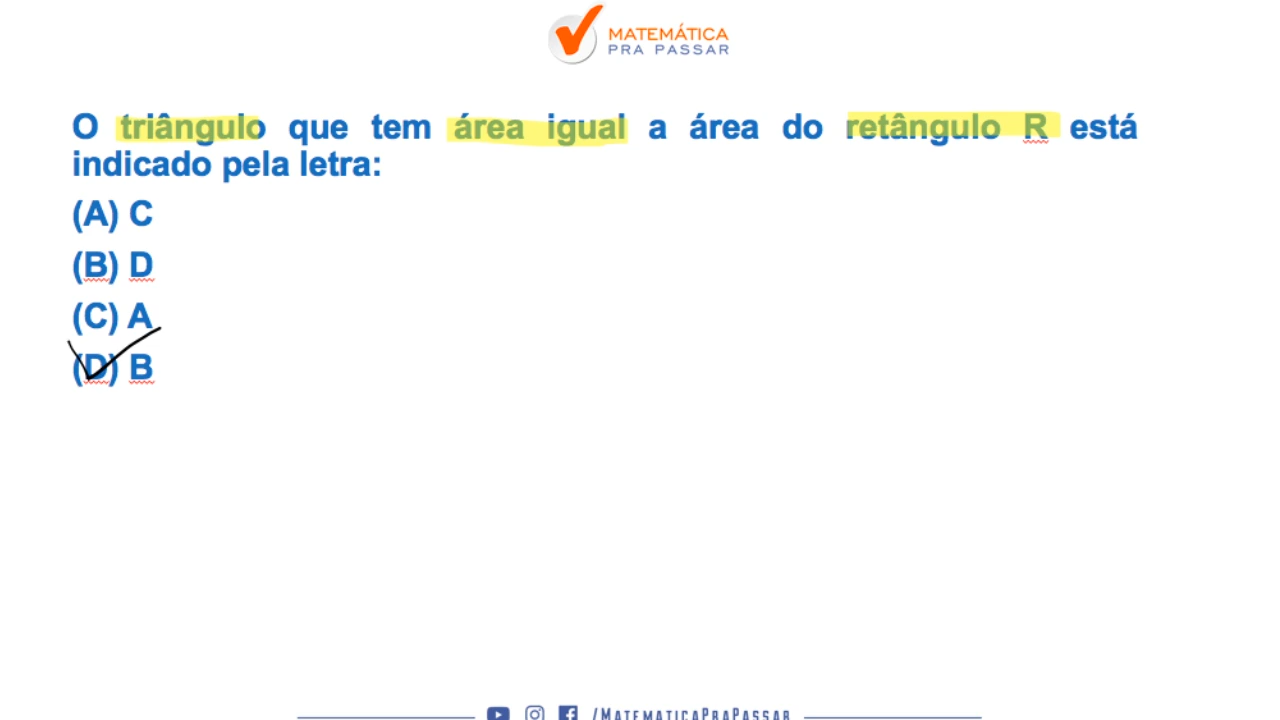 MATEMÁTICA
PRA PASSAR
O triângulo que tem área igual a área do retângulo R está
indicado pela letra:
(A) C
(B) D
(C) A
(D) B
/MATEMATICAPRAPASSAR